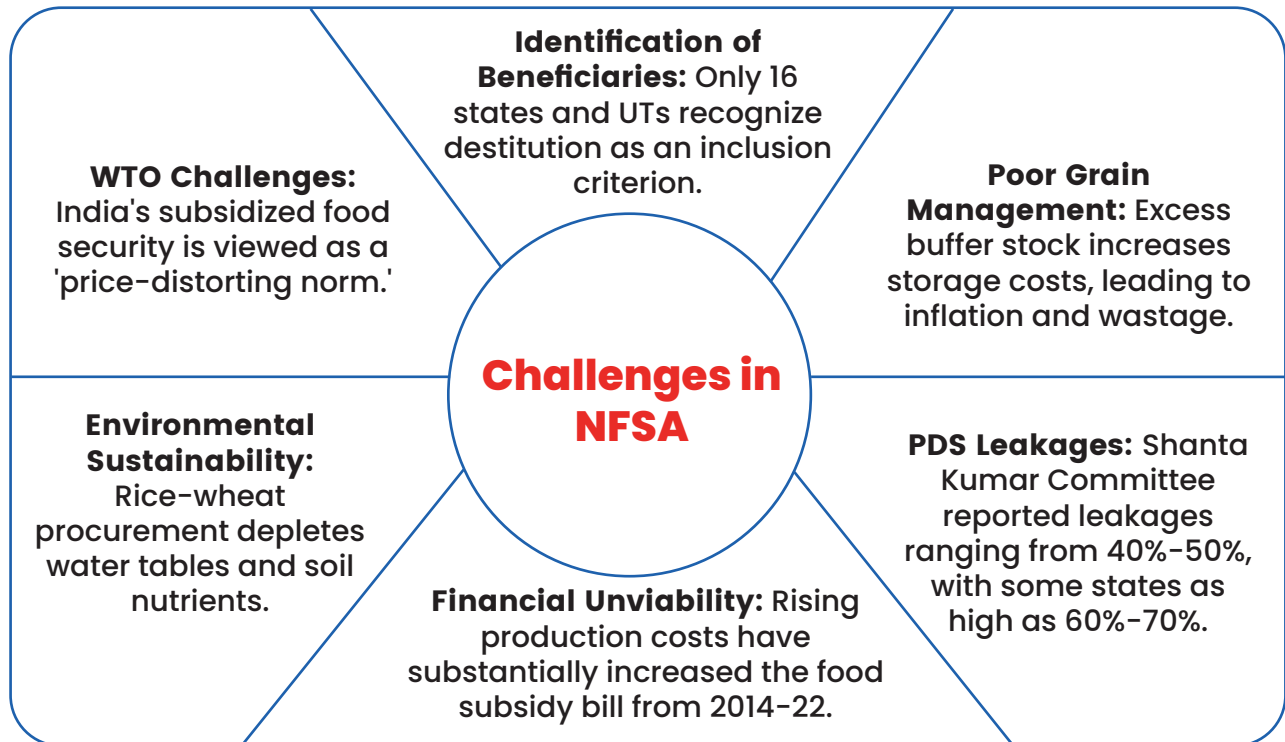 Identification of
Beneficiaries: Only 16
states and UTs recognize
destitution as an inclusion
criterion.
WTO Challenges:
India's subsidized food
security is viewed as a
'price-distorting norm.'
Poor Grain
Management: Excess
buffer stock increases
storage costs, leading to
inflation and wastage.
Challenges in
NFSA
Environmental
Sustainability:
Rice-wheat
procurement depletes
water tables and soil
nutrients.
PDS Leakages: Shanta
Kumar Committee
reported leakages
ranging from 40%-50%,
with some states as
high as 60%-70%.
Financial Unviability: Rising
production costs have
substantially increased the food
subsidy bill from 2014-22.